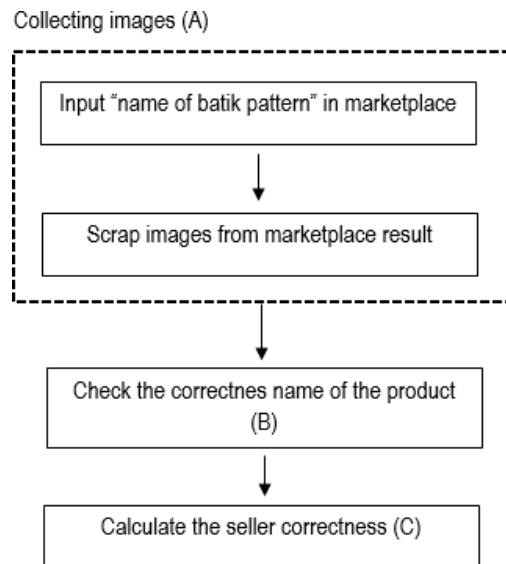 Collecting images (A)
Input “name of batik pattern” in marketplace
Scrap images from marketplace result
Check the correctnes name of the product
(B)
Calculate the seller correctness (C)